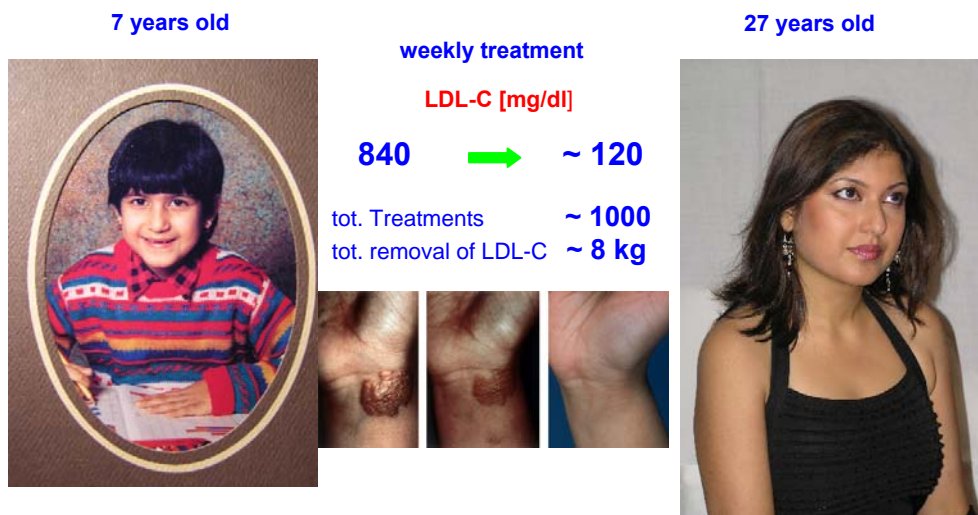 7 years old
weekly treatment
27 years old
LDL-C [mg/dl]
840 ~ 120
tot. Treatments ~ 1000
tot. removal of LDL-C ~ 8 kg